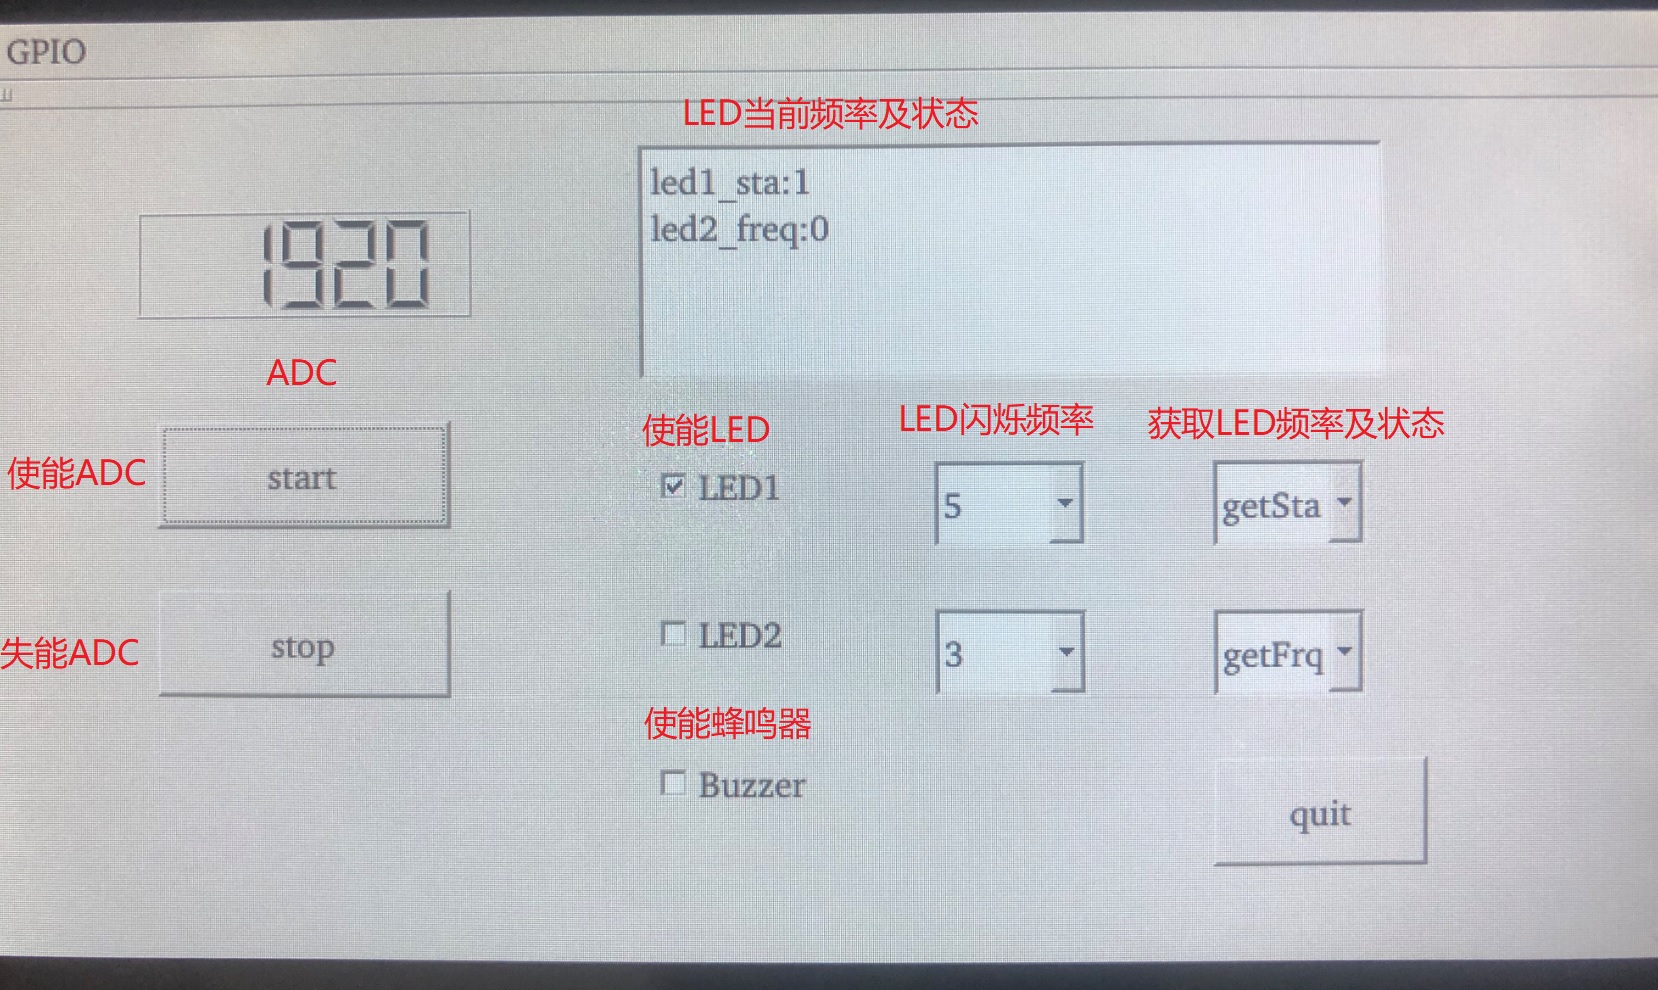 GPIO
LED当前频率及状态
led1_sta:1
led2_freq:0
1920
ADC
使能ADC
start
失能ADC
stop
使能LED
LED闪烁频率
获取LED频率及状态
LED1
5
getSta
LED2
3
getFrq
使能蜂鸣器
Buzzer
quit